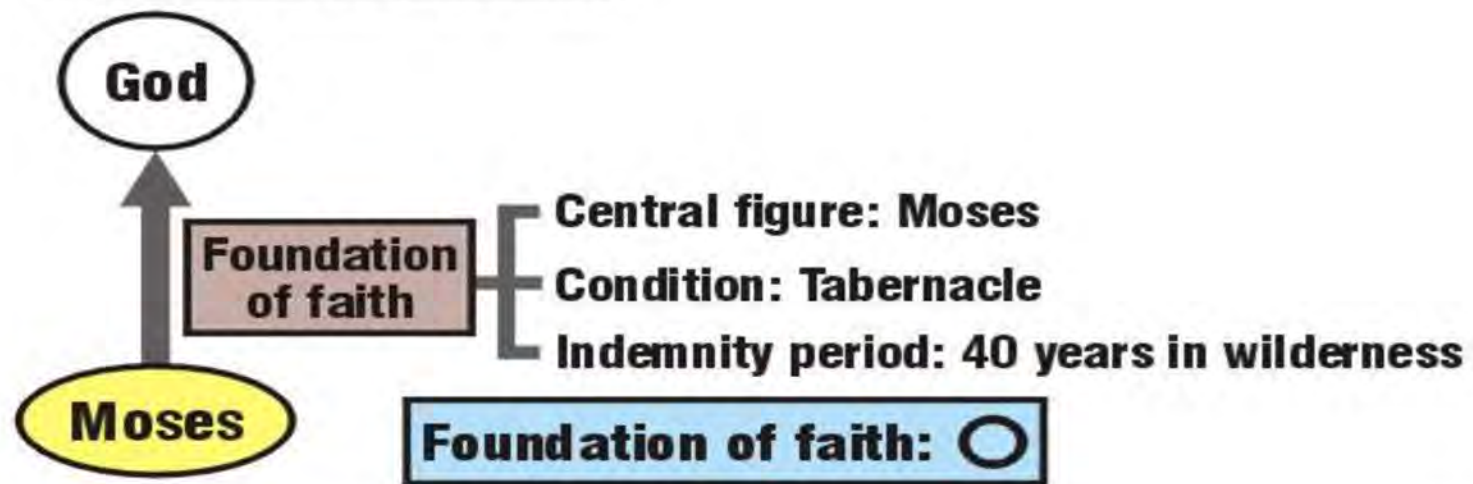 God
Foundation
of faith
Central figure: Moses
Condition: Tabernacle
Indemnity period: 40 years in wilderness
Moses
Foundation of faith: O